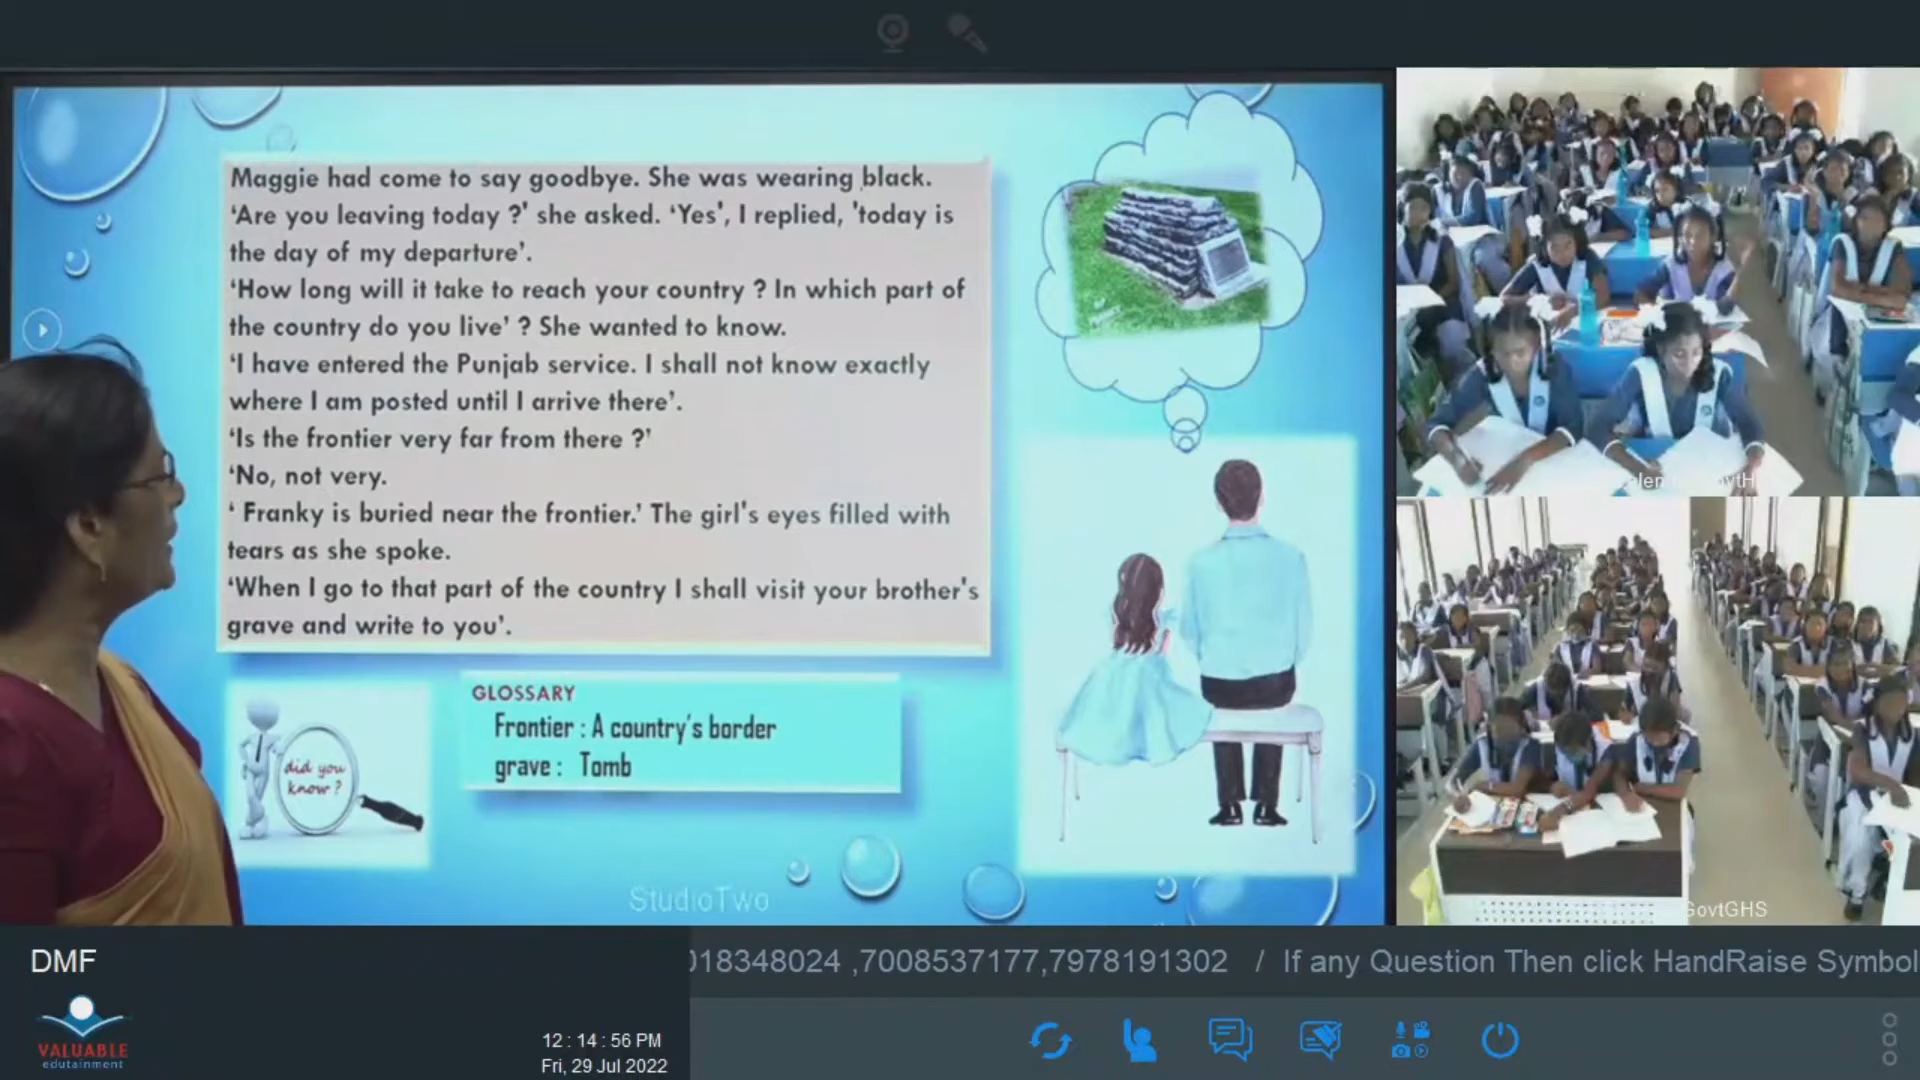 Maggie had come to say goodbye. She was wearing black.
‘Are you leaving today ?' she asked. ‘Yes', I replied, 'today is
the day of my departure’.
‘How long will it take to reach your country ? In which part of
the country do you live’ ? She wanted to know.
‘I have entered the Punjab service. I shall not know exactly
where I am posted until I arrive there’.
‘Is the frontier very far from there ?’
‘No, not very.
‘ Franky is buried near the frontier.’ The girl's eyes filled with
tears as she spoke.
‘When I go to that part of the country I shall visit your brother's
grave and write to you’.
GLOSSARY
Frontier : A country’s border
grave : Tomb
did you
know ?
StudioTwo
GovtGHS
DMF
018348024 ,7008537177,7978191302 / If any Question Then click HandRaise Symbol
VALUABLE
edutainment
12 : 14 : 56 PM
Fri, 29 Jul 2022